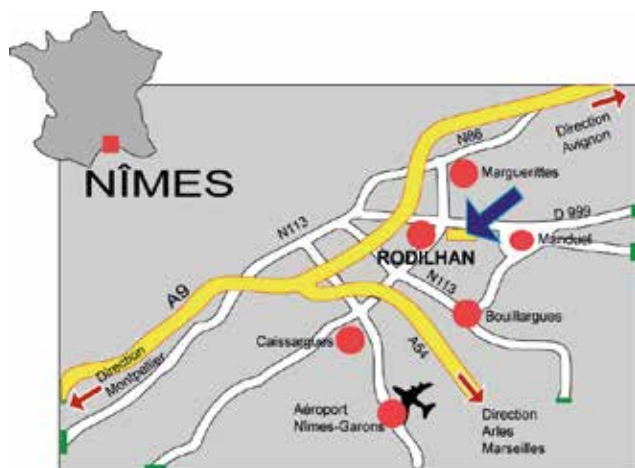 NÎMES
N86
Direction
Avignon
Marguerittes
N113
D 999
RODILHAN
Manduel
A9
N113
Bouillargues
Caissargues
A54
Direction
Montpellier
Aéroport
Nîmes-Garons
Direction
Arles
Marseilles